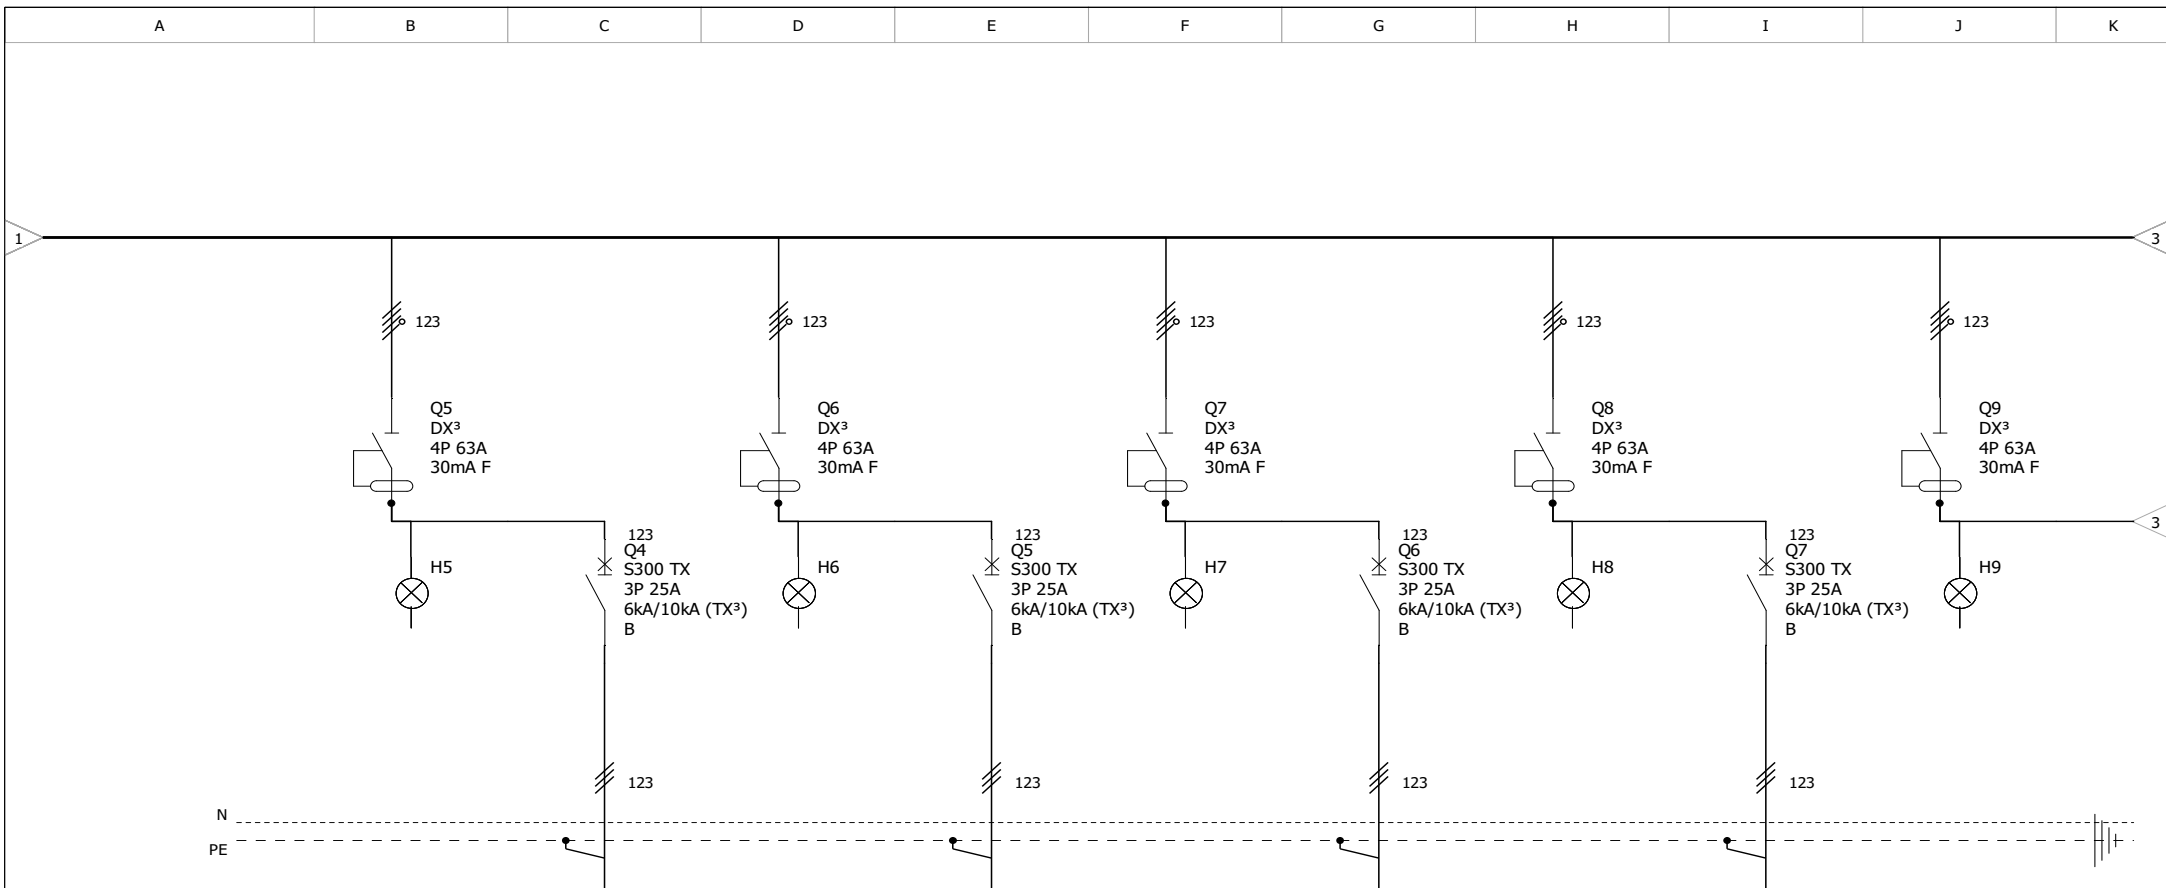 A B C D E F G H I J K
1 3
123 123 123 123 123
Q5
DX³
4P 63A
30mA F
Q6
DX³
4P 63A
30mA F
Q7
DX³
4P 63A
30mA F
Q8
DX³
4P 63A
30mA F
Q9
DX³
4P 63A
30mA F
3
H5
123
Q4
S300 TX
3P 25A
6kA/10kA (TX³)
B
H6
123
Q5
S300 TX
3P 25A
6kA/10kA (TX³)
B
H7
123
Q6
S300 TX
3P 25A
6kA/10kA (TX³)
B
H8
123
Q7
S300 TX
3P 25A
6kA/10kA (TX³)
B
H9
123 123 123 123
N
PE